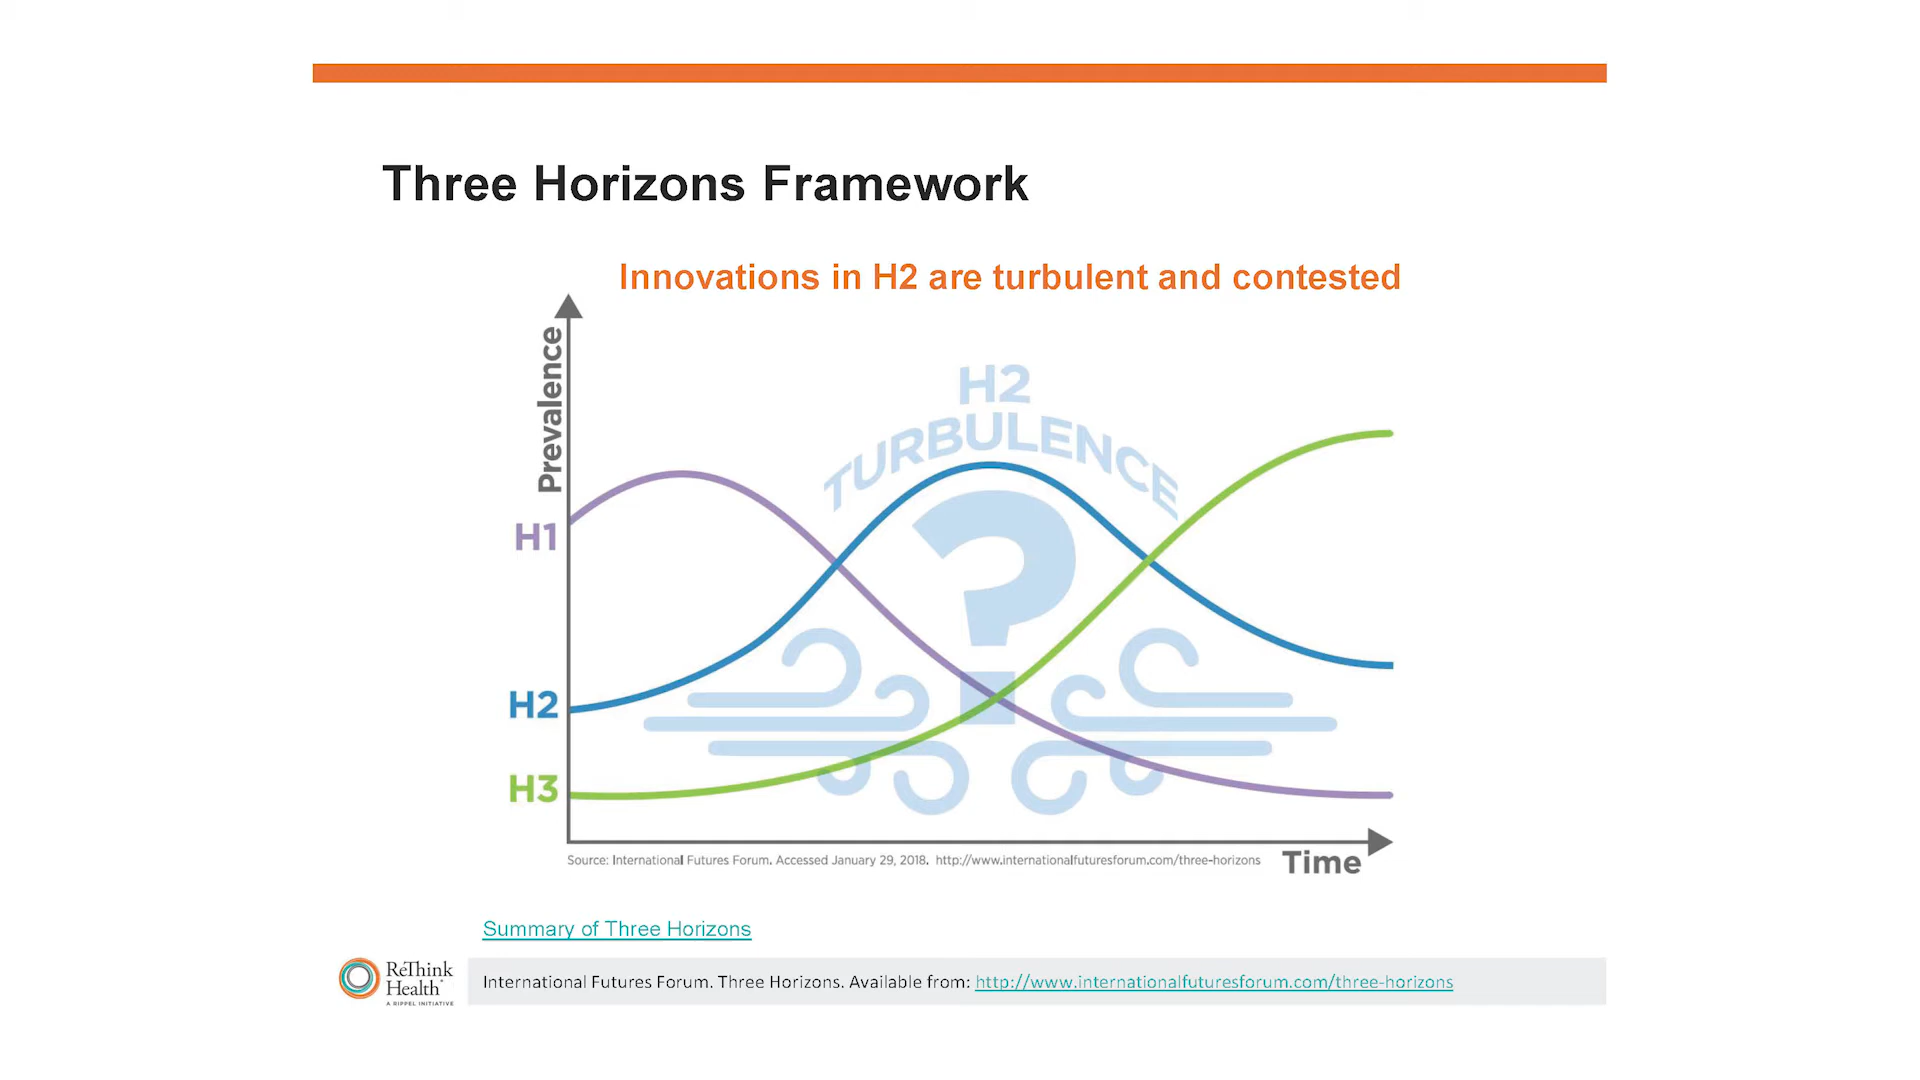 Three Horizons Framework
Innovations in H2 are turbulent and contested
Prevalence
H2
TURBULENCE
?
H1
H2
H3
Source: International Futures Forum. Accessed January 29, 2018. http://www.internationalfuturesforum.com/three-horizons
Time
Summary of Three Horizons
ReThink
Health
A RIPPEL INITIATIVE
International Futures Forum. Three Horizons. Available from: http://www.internationalfuturesforum.com/three-horizons